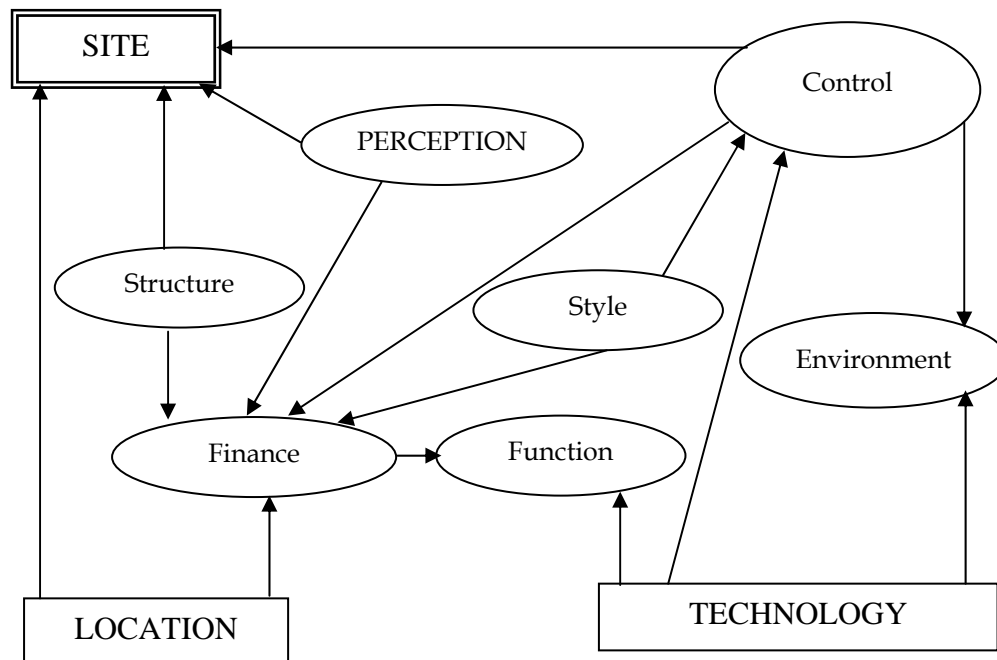 SITE
Control
PERCEPTION
Structure
Style
Environment
Finance
Function
LOCATION
TECHNOLOGY